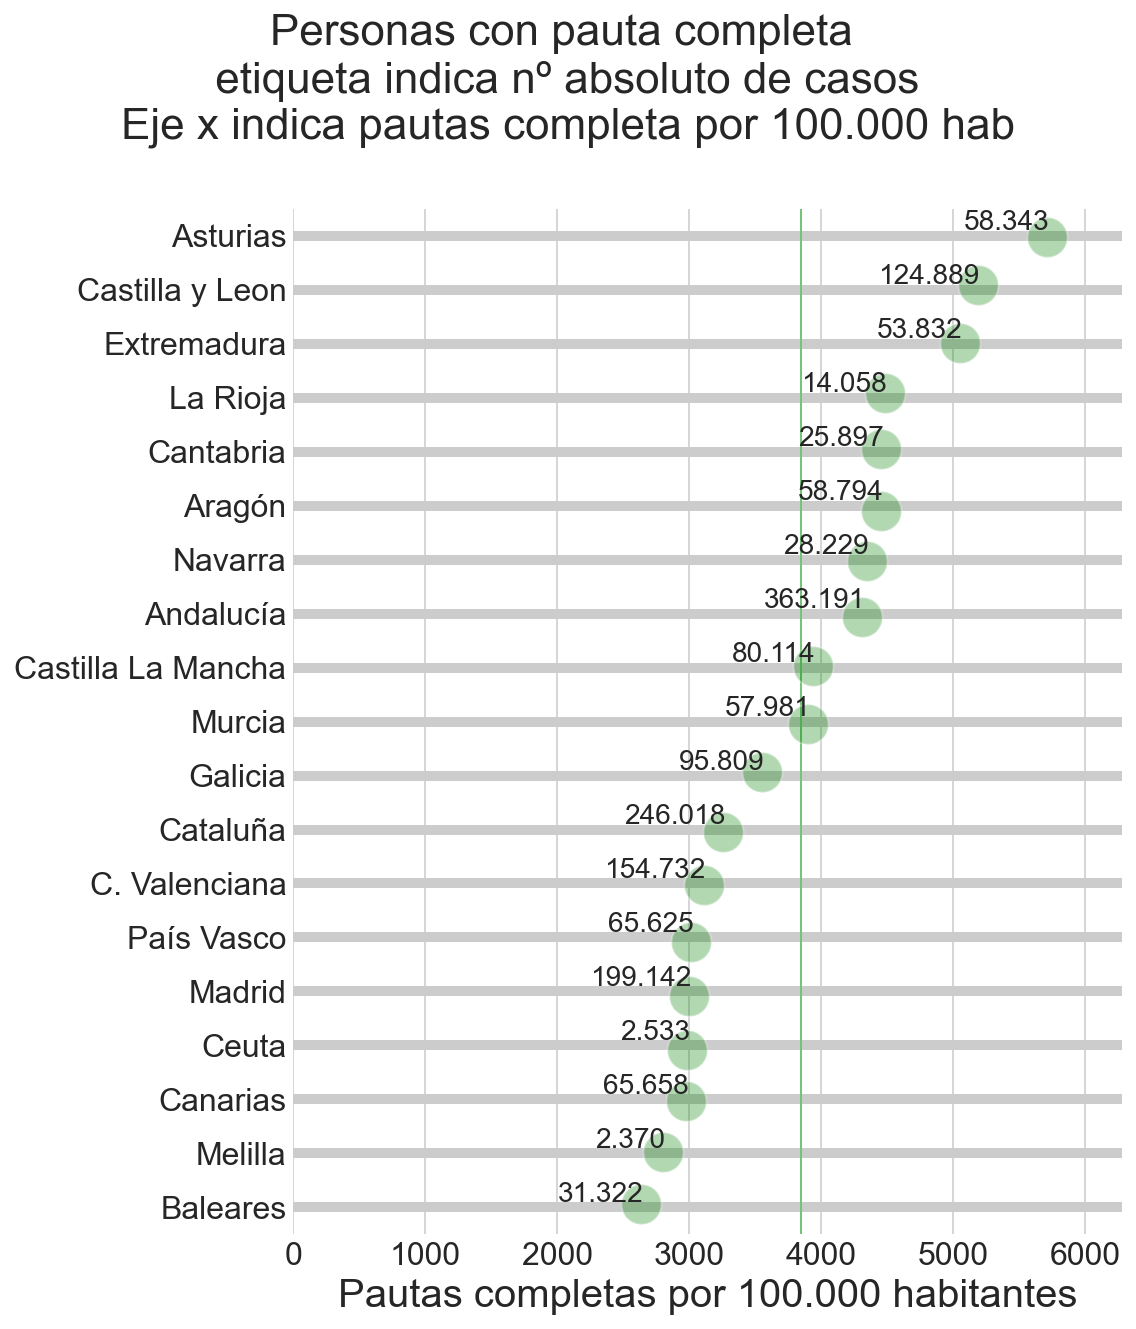 Personas con pauta completa
etiqueta indica nº absoluto de casos
Eje x indica pautas completa por 100.000 hab
Asturias 58.343
Castilla y Leon 124.889
Extremadura 53.832
La Rioja 14.058
Cantabria 25.897
Aragón 58.794
Navarra 28.229
Andalucía 363.191
Castilla La Mancha 80.114
Murcia 57.981
Galicia 95.809
Cataluña 246.018
C. Valenciana 154.732
País Vasco 65.625
Madrid 199.142
Ceuta 2.533
Canarias 65.658
Melilla 2.370
Baleares 31.322
0 1000 2000 3000 4000 5000 6000
Pautas completas por 100.000 habitantes